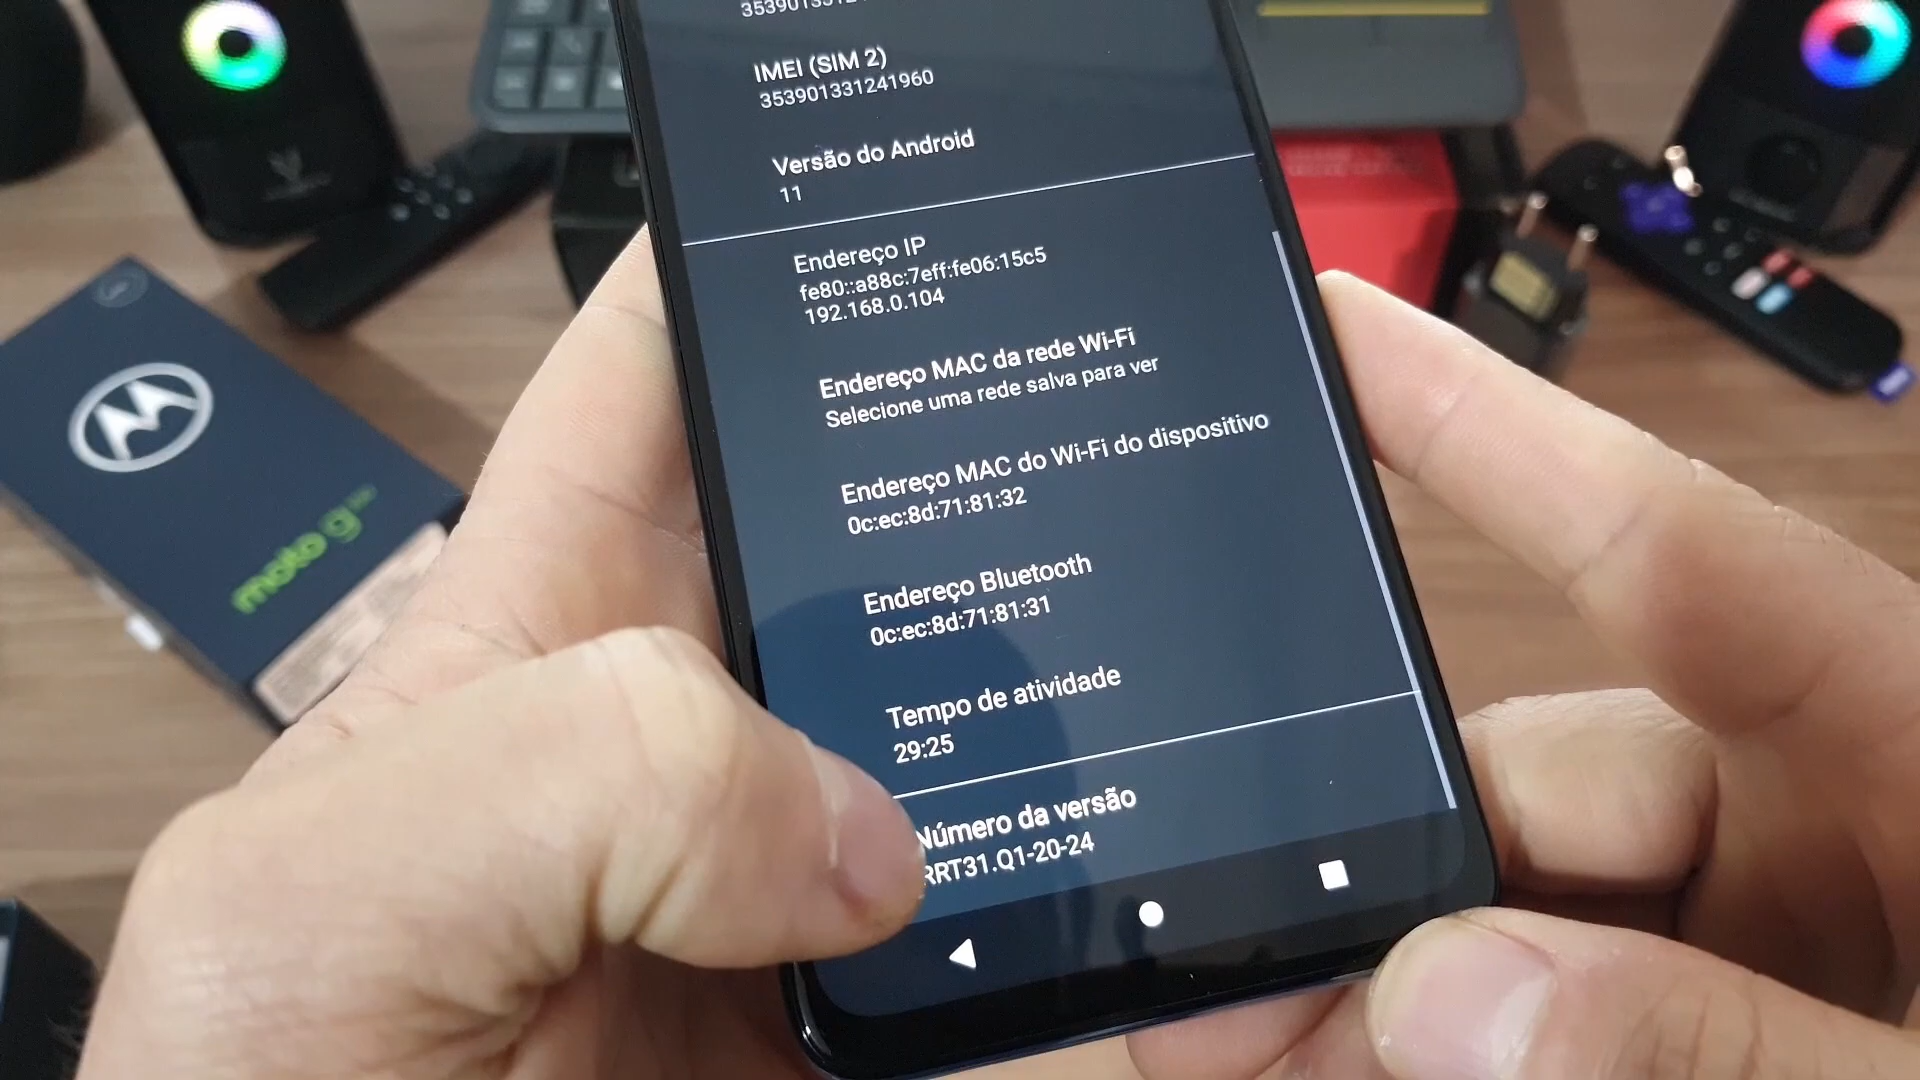 IMEI (SIM 2)
353901331241960
Versão do Android
11
Endereço IP
fe80::a88c:7eff:fe06:15c5
192.168.0.104
Endereço MAC da rede Wi-Fi
Selecione uma rede salva para ver
Endereço MAC do Wi-Fi do dispositivo
0c:ec:8d:71:81:32
Endereço Bluetooth
0c:ec:8d:71:81:31
Tempo de atividade
29:25
Número da versão
RRT31.Q1-20-24
moto g